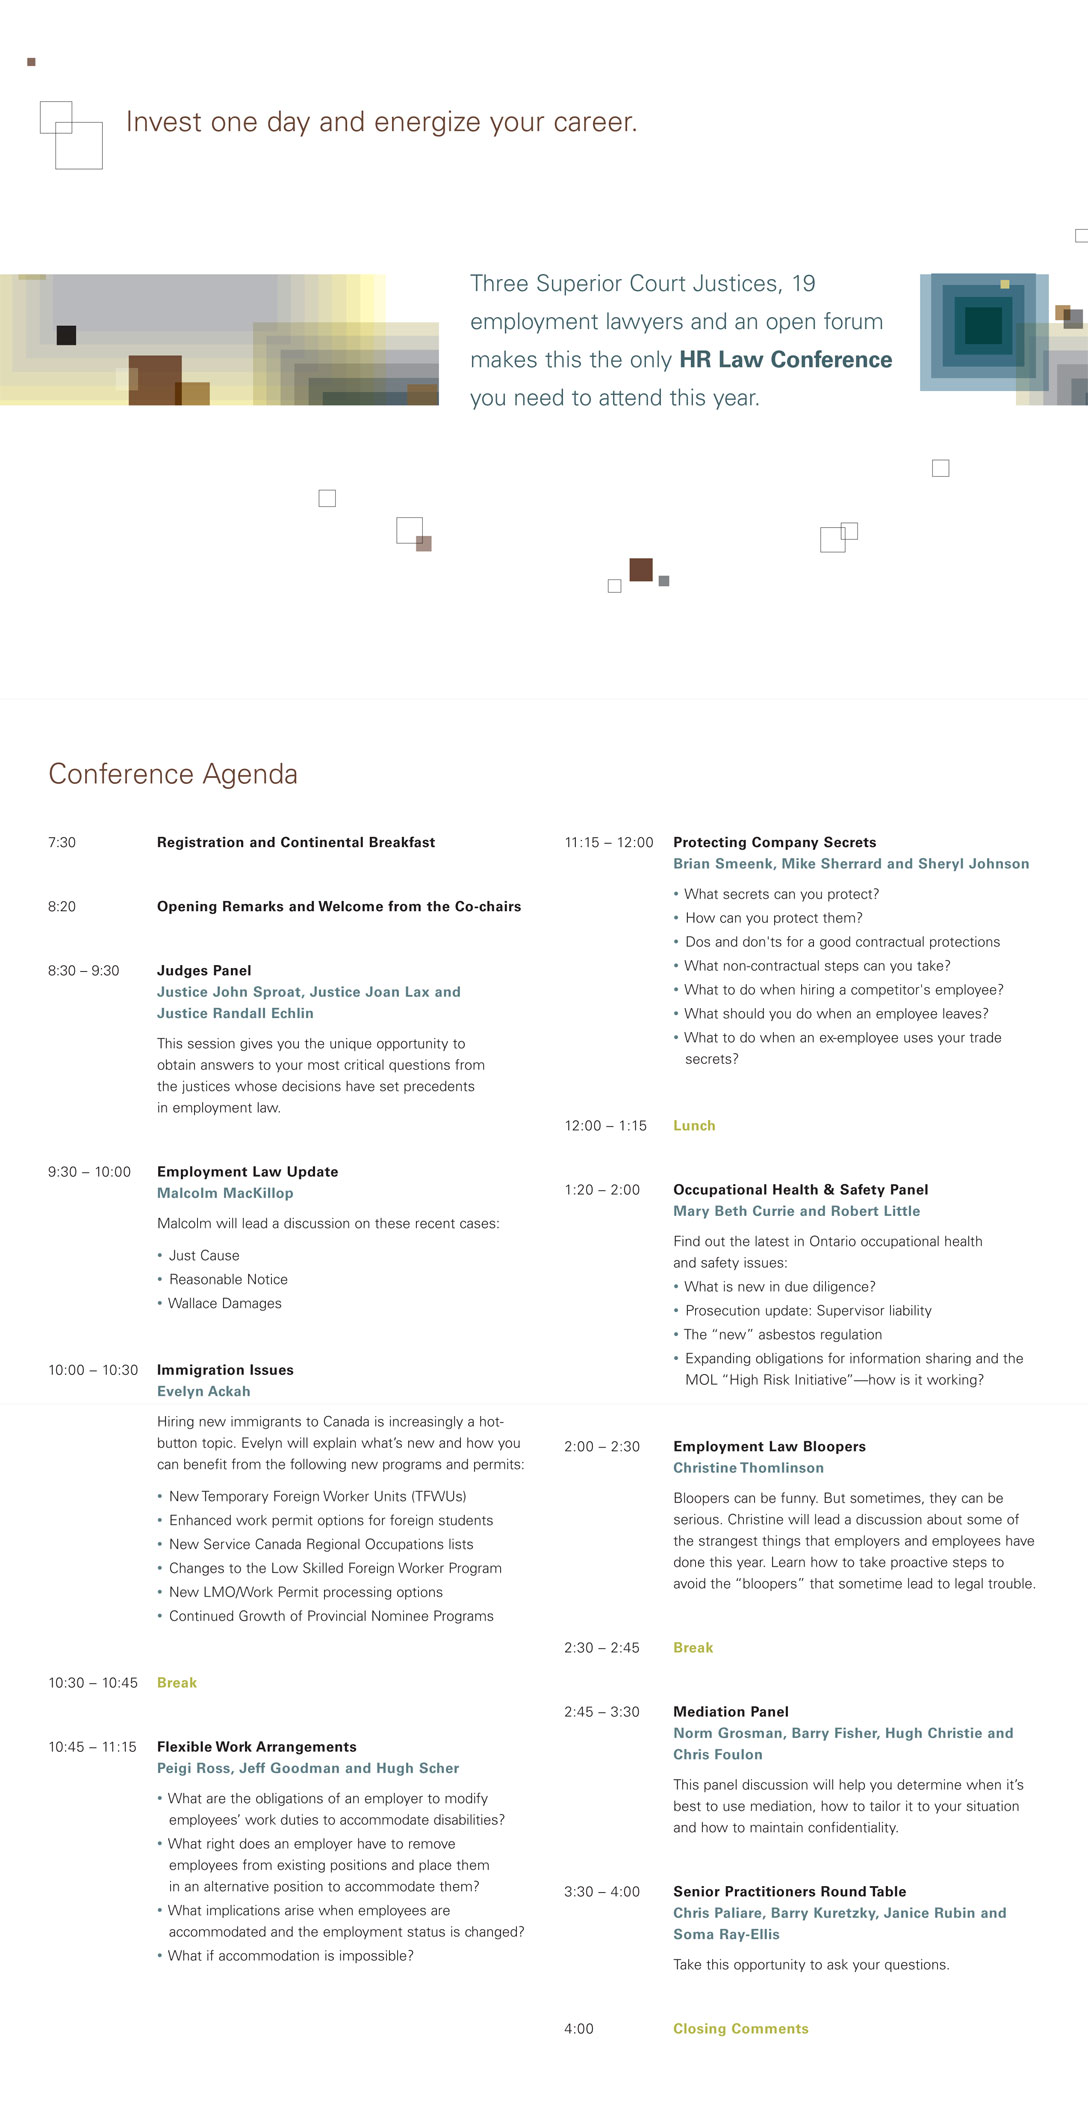 Invest one day and energize your career.
Three Superior Court Justices, 19
employment lawyers and an open forum
makes this the only HR Law Conference
you need to attend this year.
Conference Agenda
7:30 Registration and Continental Breakfast
8:20 Opening Remarks and Welcome from the Co-chairs
8:30 – 9:30 Judges Panel
Justice John Sproat, Justice Joan Lax and
Justice Randall Echlin
This session gives you the unique opportunity to
obtain answers to your most critical questions from
the justices whose decisions have set precedents
in employment law.
9:30 – 10:00 Employment Law Update
Malcolm MacKillop
Malcolm will lead a discussion on these recent cases:
• Just Cause
• Reasonable Notice
• Wallace Damages
10:00 – 10:30 Immigration Issues
Evelyn Ackah
Hiring new immigrants to Canada is increasingly a hot-
button topic. Evelyn will explain what’s new and how you
can benefit from the following new programs and permits:
• New Temporary Foreign Worker Units (TFWUs)
• Enhanced work permit options for foreign students
• New Service Canada Regional Occupations lists
• Changes to the Low Skilled Foreign Worker Program
• New LMO/Work Permit processing options
• Continued Growth of Provincial Nominee Programs
10:30 – 10:45 Break
10:45 – 11:15 Flexible Work Arrangements
Peigi Ross, Jeff Goodman and Hugh Scher
• What are the obligations of an employer to modify
employees’ work duties to accommodate disabilities?
• What right does an employer have to remove
employees from existing positions and place them
in an alternative position to accommodate them?
• What implications arise when employees are
accommodated and the employment status is changed?
• What if accommodation is impossible?
11:15 – 12:00 Protecting Company Secrets
Brian Smeenk, Mike Sherrard and Sheryl Johnson
• What secrets can you protect?
• How can you protect them?
• Dos and don'ts for a good contractual protections
• What non-contractual steps can you take?
• What to do when hiring a competitor's employee?
• What should you do when an employee leaves?
• What to do when an ex-employee uses your trade
secrets?
12:00 – 1:15 Lunch
1:20 – 2:00 Occupational Health & Safety Panel
Mary Beth Currie and Robert Little
Find out the latest in Ontario occupational health
and safety issues:
• What is new in due diligence?
• Prosecution update: Supervisor liability
• The “new” asbestos regulation
• Expanding obligations for information sharing and the
MOL “High Risk Initiative”—how is it working?
2:00 – 2:30 Employment Law Bloopers
Christine Thomlinson
Bloopers can be funny. But sometimes, they can be
serious. Christine will lead a discussion about some of
the strangest things that employers and employees have
done this year. Learn how to take proactive steps to
avoid the “bloopers” that sometime lead to legal trouble.
2:30 – 2:45 Break
2:45 – 3:30 Mediation Panel
Norm Grosman, Barry Fisher, Hugh Christie and
Chris Foulon
This panel discussion will help you determine when it’s
best to use mediation, how to tailor it to your situation
and how to maintain confidentiality.
3:30 – 4:00 Senior Practitioners Round Table
Chris Paliare, Barry Kuretzky, Janice Rubin and
Soma Ray-Ellis
Take this opportunity to ask your questions.
4:00 Closing Comments